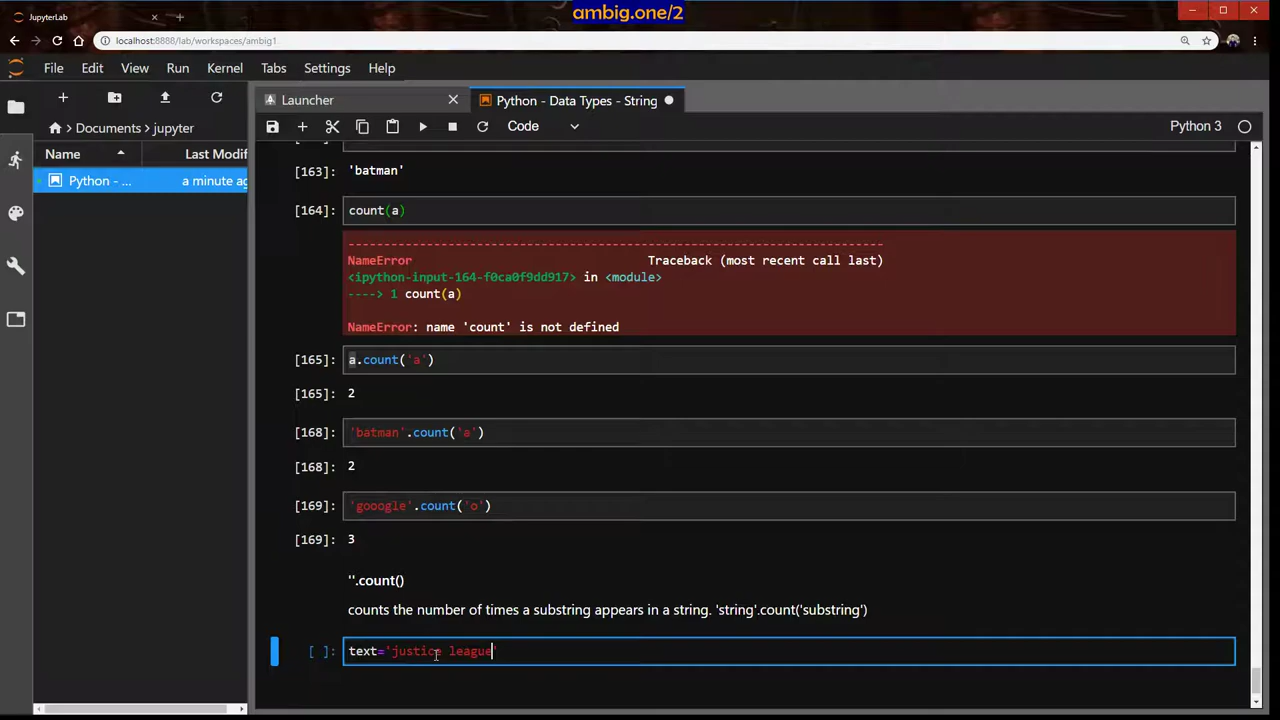 ambig.one/2
JupyterLab
localhost:8888/lab/workspaces/ambig1
File Edit View Run Kernel Tabs Settings Help
Launcher
Python - Data Types - String
Documents > jupyter
Code
Python 3
Name Last Modif
Python - ... a minute ag
[163]: 'batman'
[164]: count(a)
---------------------------------------------------------------------------
NameError Traceback (most recent call last)
<ipython-input-164-f0ca0f9dd917> in <module>
----> 1 count(a)
NameError: name 'count' is not defined
[165]: a.count('a')
[165]: 2
[168]: 'batman'.count('a')
[168]: 2
[169]: 'gooogle'.count('o')
[169]: 3
''.count()
counts the number of times a substring appears in a string. 'string'.count('substring')
[ ]: text='justice league'